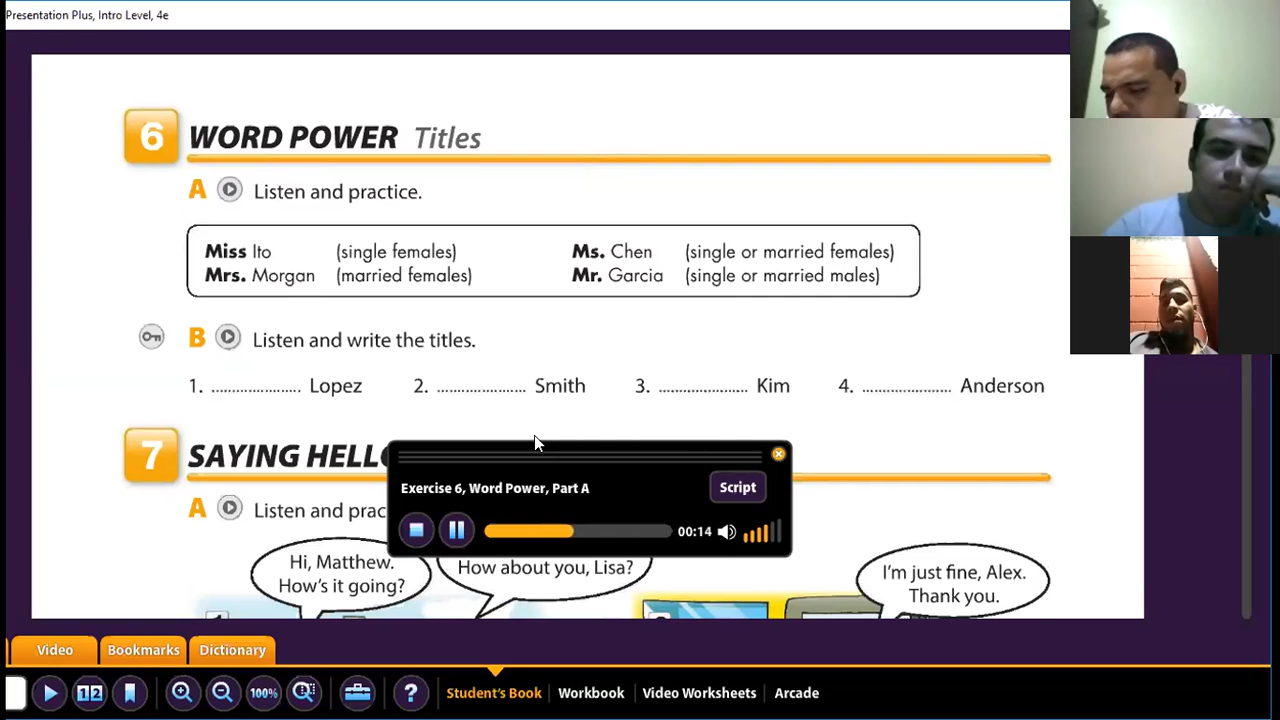 Presentation Plus, Intro Level, 4e
6 WORD POWER Titles
A Listen and practice.
Miss Ito (single females) Ms. Chen (single or married females)
Mrs. Morgan (married females) Mr. Garcia (single or married males)
B Listen and write the titles.
1. ...................... Lopez 2. ...................... Smith 3. ...................... Kim 4. ...................... Anderson
7 SAYING HELLO
A Listen and prac
Exercise 6, Word Power, Part A Script
00:14
Hi, Matthew.
How's it going?
How about you, Lisa?
I'm just fine, Alex.
Thank you.
Video Bookmarks Dictionary
1 2 100% ? Student's Book Workbook Video Worksheets Arcade